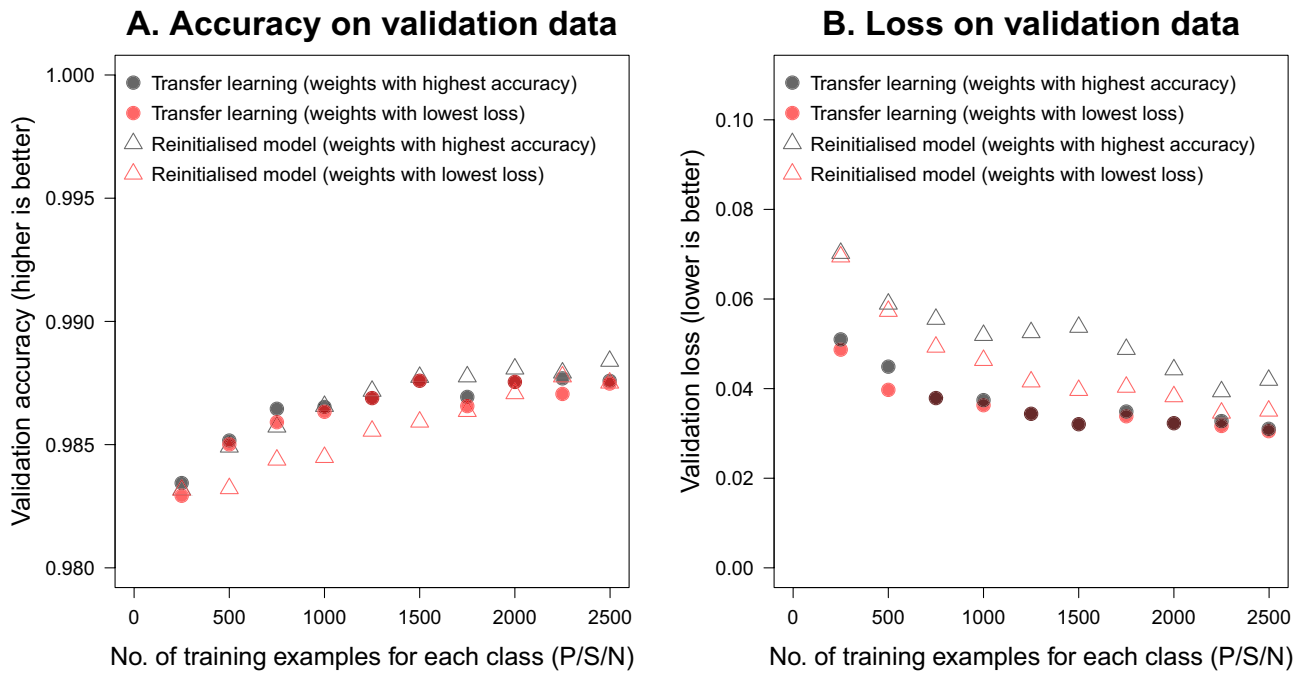 A. Accuracy on validation data
Validation accuracy (higher is better)
1.000
0.995
0.990
0.985
0.980
Transfer learning (weights with highest accuracy)
Transfer learning (weights with lowest loss)
Reinitialised model (weights with highest accuracy)
Reinitialised model (weights with lowest loss)
0 500 1000 1500 2000 2500
No. of training examples for each class (P/S/N)
B. Loss on validation data
Validation loss (lower is better)
0.10
0.08
0.06
0.04
0.02
0.00
Transfer learning (weights with highest accuracy)
Transfer learning (weights with lowest loss)
Reinitialised model (weights with highest accuracy)
Reinitialised model (weights with lowest loss)
0 500 1000 1500 2000 2500
No. of training examples for each class (P/S/N)